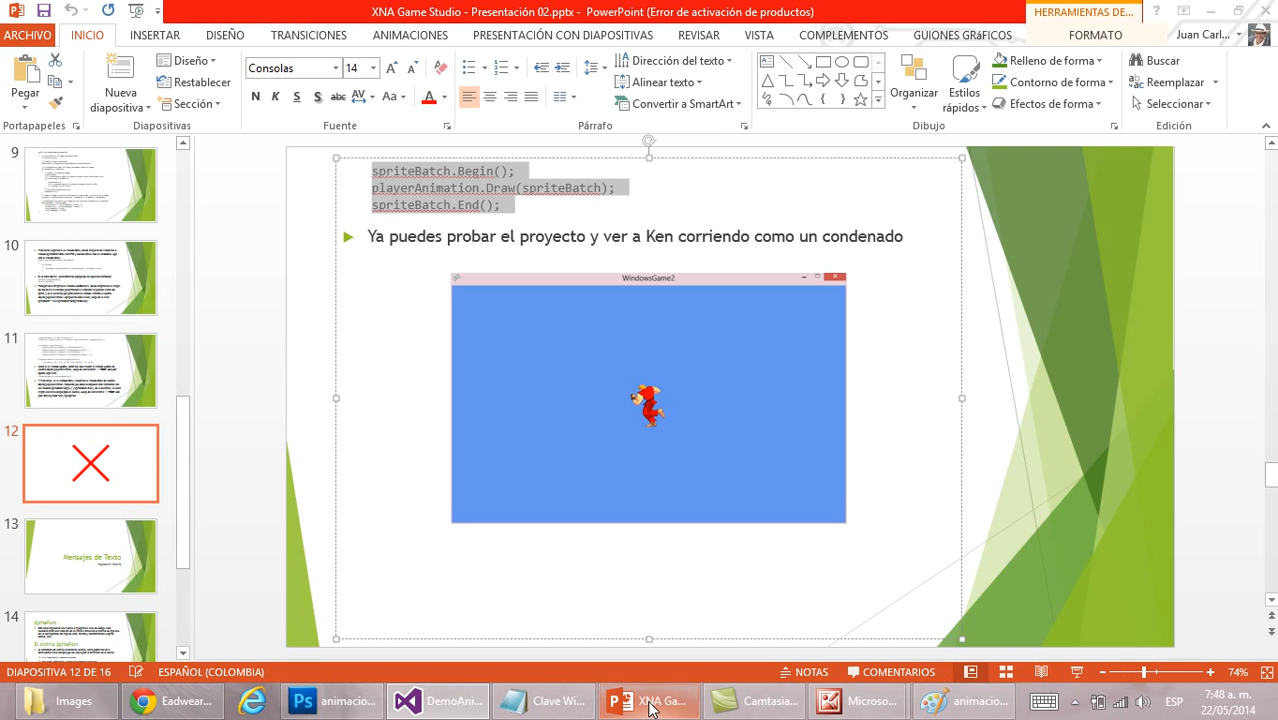 XNA Game Studio - Presentación 02.pptx - PowerPoint (Error de activación de productos)
HERRAMIENTAS DE...
ARCHIVO
INICIO
INSERTAR
DISEÑO
TRANSICIONES
ANIMACIONES
PRESENTACIÓN CON DIAPOSITIVAS
REVISAR
VISTA
COMPLEMENTOS
GUIONES GRÁFICOS
FORMATO
Juan Carl...
Pegar
Nueva
diapositiva
Diseño
Restablecer
Sección
Consolas
14
N K S S abc AV Aa A
Dirección del texto
Alinear texto
Convertir a SmartArt
Organizar
Estilos
rápidos
Relleno de forma
Contorno de forma
Efectos de forma
Buscar
Reemplazar
Seleccionar
Portapapeles
Diapositivas
Fuente
Párrafo
Dibujo
Edición
9
10
11
12
13
Mensajes de Texto
14
SpriteFont
spriteBatch.Begin();
playerAnimation.Draw(spriteBatch);
spriteBatch.End();
Ya puedes probar el proyecto y ver a Ken corriendo como un condenado
WindowsGame2
DIAPOSITIVA 12 DE 16
ESPAÑOL (COLOMBIA)
NOTAS
COMENTARIOS
74%
Images
Eadwear...
Ps
animacio...
DemoAni...
Clave Wi...
XNA Ga...
Camtasia...
Microso...
animacio...
ESP
7:48 a. m.
22/05/2014